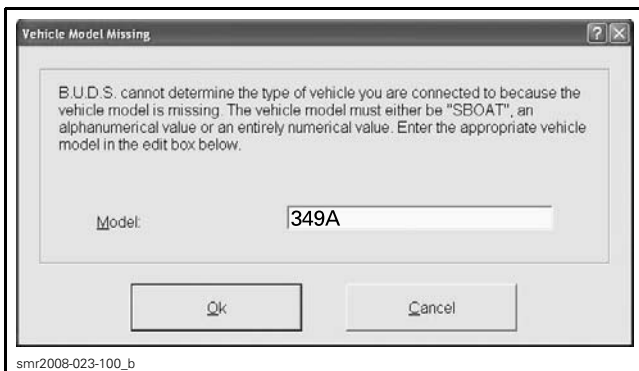 Vehicle Model Missing
B.U.D.S. cannot determine the type of vehicle you are connected to because the
vehicle model is missing. The vehicle model must either be "SBOAT", an
alphanumerical value or an entirely numerical value. Enter the appropriate vehicle
model in the edit box below.
Model: 349A
Ok Cancel
smr2008-023-100_b